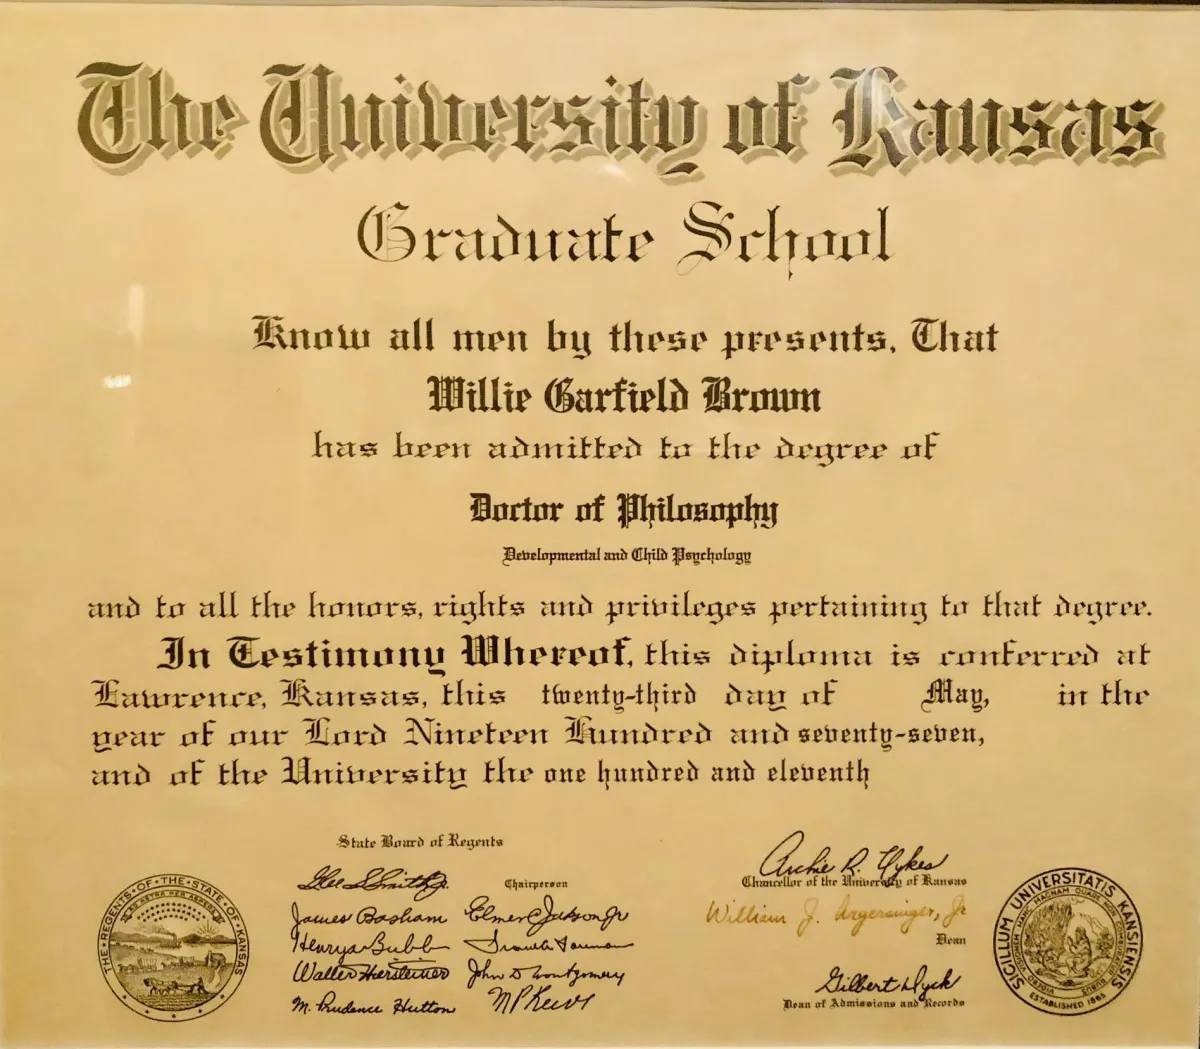 The University of Kansas
Graduate School
Know all men by these presents, That
Willie Garfield Brown
has been admitted to the degree of
Doctor of Philosophy
Developmental and Child Psychology
and to all the honors, rights and privileges pertaining to that degree.
In Testimony Whereof, this diploma is conferred at
Lawrence, Kansas, this twenty-third day of May, in the
year of our Lord Nineteen Hundred and seventy-seven,
and of the University the one hundred and eleventh
State Board of Regents
Chairperson
James Basham Elmer C Jackson Jr
Henry a Bubb
Walter Hiersteiner John D Montgomery
M. Prudence Hutton
THE·REGENTS·OF·THE·STATE·OF·KANSAS
AD ASTRA PER ASPERA
Archie R. Dykes
Chancellor of the University of Kansas
William J. Argersinger, Jr
Dean
Gilbert Dyck
Dean of Admissions and Records
SIGILLUM UNIVERSITATIS KANSIENSIS
ESTABLISHED 1865